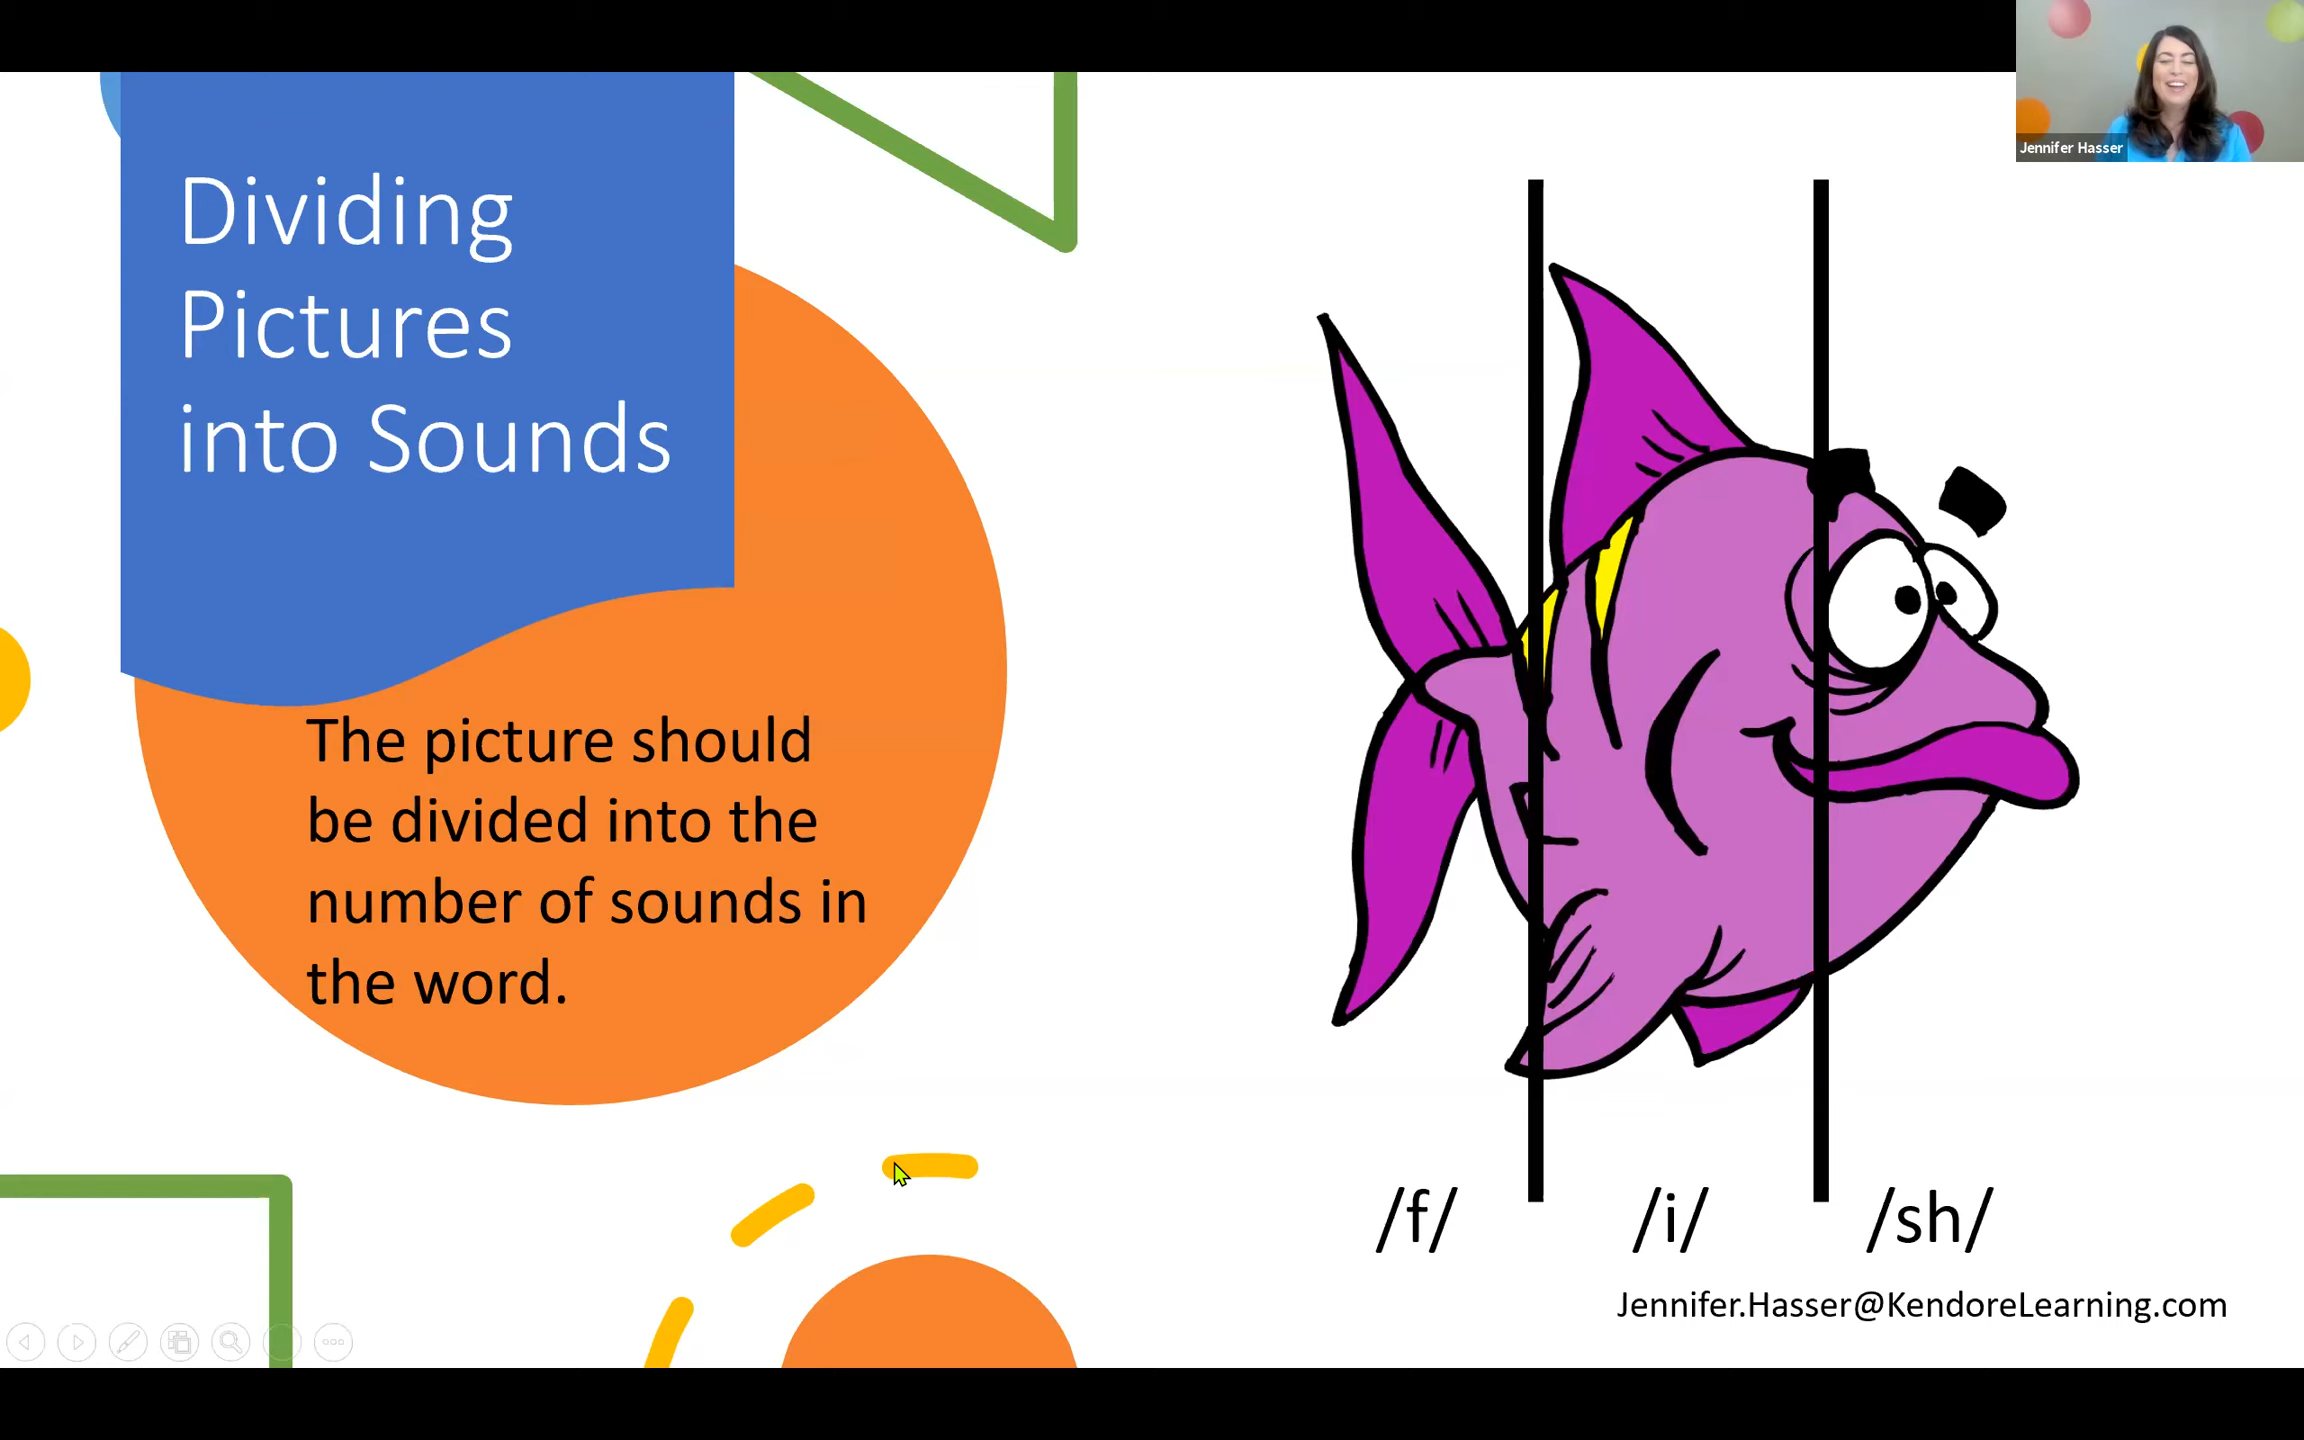 Jennifer Hasser
Dividing
Pictures
into Sounds
The picture should
be divided into the
number of sounds in
the word.
/f/ /i/ /sh/
Jennifer.Hasser@KendoreLearning.com